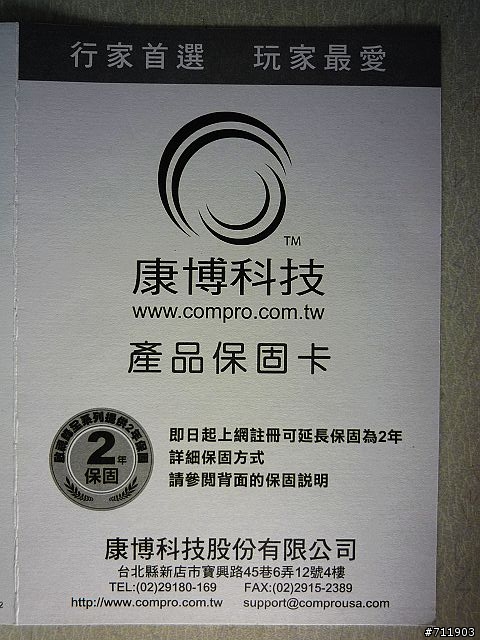 行家首選 玩家最愛
TM
康博科技
www.compro.com.tw
產品保固卡
2年
保固
即日起上網註冊可延長保固為2年
詳細保固方式
請參閱背面的保固説明
康博科技股份有限公司
台北縣新店市寶興路45巷6弄12號4樓
TEL:(02)29180-169 FAX:(02)2915-2389
http://www.compro.com.tw support@comprousa.com
2
#711903